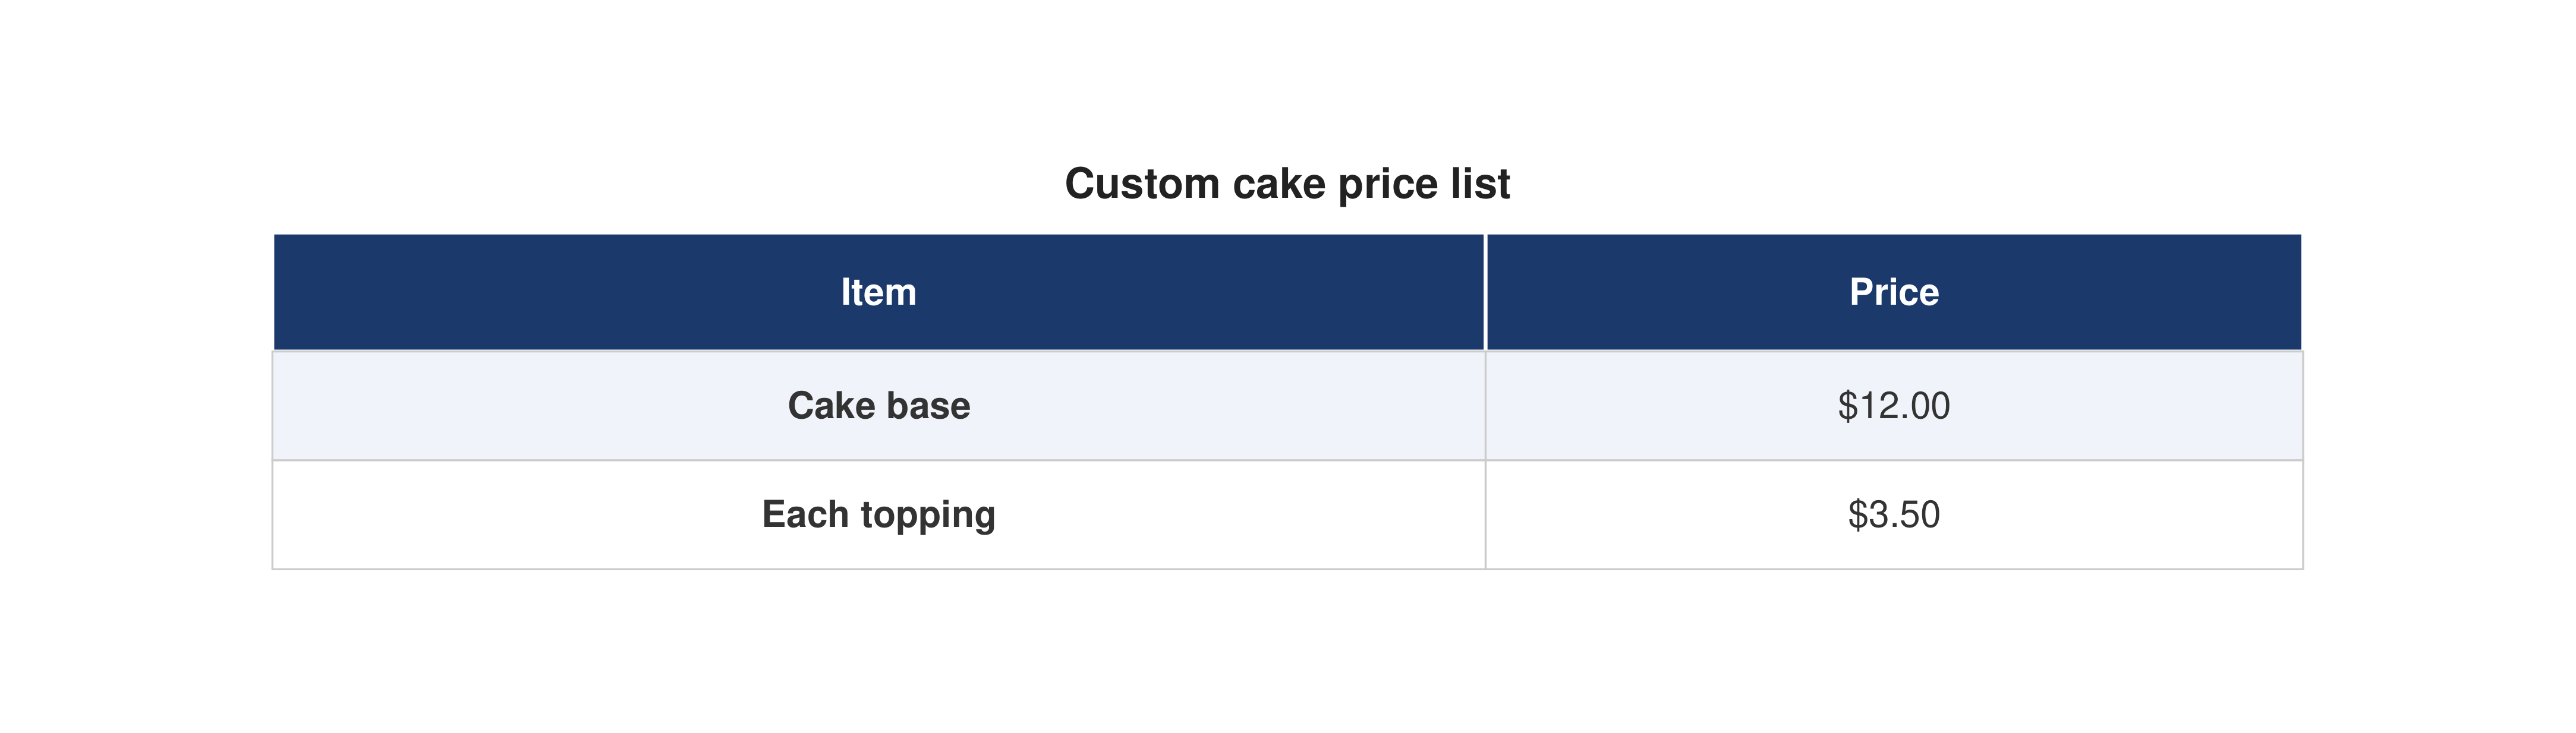 Custom cake price list
Item Price
Cake base $12.00
Each topping $3.50